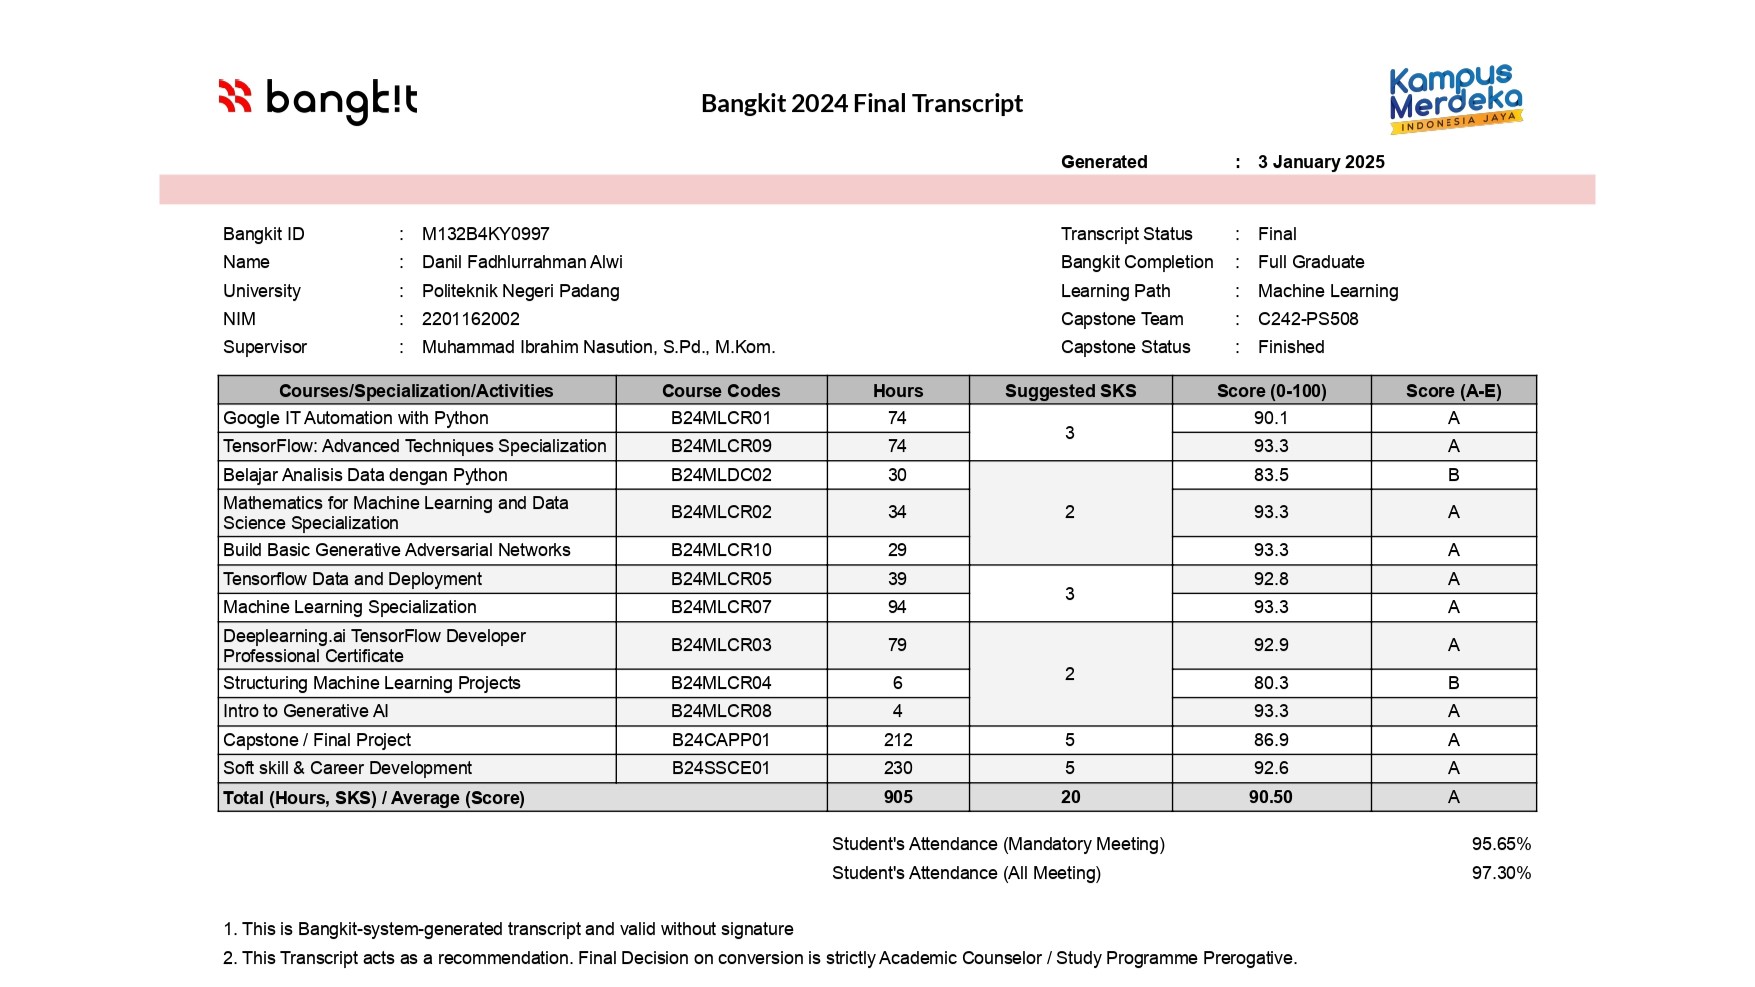 bangk!t
Bangkit 2024 Final Transcript
Kampus
Merdeka
INDONESIA JAYA
Generated : 3 January 2025
Bangkit ID : M132B4KY0997
Transcript Status : Final
Name : Danil Fadhlurrahman Alwi
Bangkit Completion : Full Graduate
University : Politeknik Negeri Padang
Learning Path : Machine Learning
NIM : 2201162002
Capstone Team : C242-PS508
Supervisor : Muhammad Ibrahim Nasution, S.Pd., M.Kom.
Capstone Status : Finished
Courses/Specialization/Activities Course Codes Hours Suggested SKS Score (0-100) Score (A-E)
Google IT Automation with Python B24MLCR01 74 3 90.1 A
TensorFlow: Advanced Techniques Specialization B24MLCR09 74 93.3 A
Belajar Analisis Data dengan Python B24MLDC02 30 2 83.5 B
Mathematics for Machine Learning and Data
Science Specialization B24MLCR02 34 93.3 A
Build Basic Generative Adversarial Networks B24MLCR10 29 93.3 A
Tensorflow Data and Deployment B24MLCR05 39 3 92.8 A
Machine Learning Specialization B24MLCR07 94 93.3 A
Deeplearning.ai TensorFlow Developer
Professional Certificate B24MLCR03 79 2 92.9 A
Structuring Machine Learning Projects B24MLCR04 6 80.3 B
Intro to Generative AI B24MLCR08 4 93.3 A
Capstone / Final Project B24CAPP01 212 5 86.9 A
Soft skill & Career Development B24SSCE01 230 5 92.6 A
Total (Hours, SKS) / Average (Score) 905 20 90.50 A
Student's Attendance (Mandatory Meeting) 95.65%
Student's Attendance (All Meeting) 97.30%
1. This is Bangkit-system-generated transcript and valid without signature
2. This Transcript acts as a recommendation. Final Decision on conversion is strictly Academic Counselor / Study Programme Prerogative.